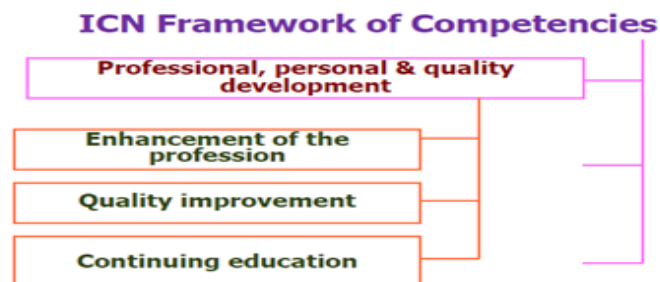 ICN Framework of Competencies
Professional, personal & quality
development
Enhancement of the
profession
Quality improvement
Continuing education